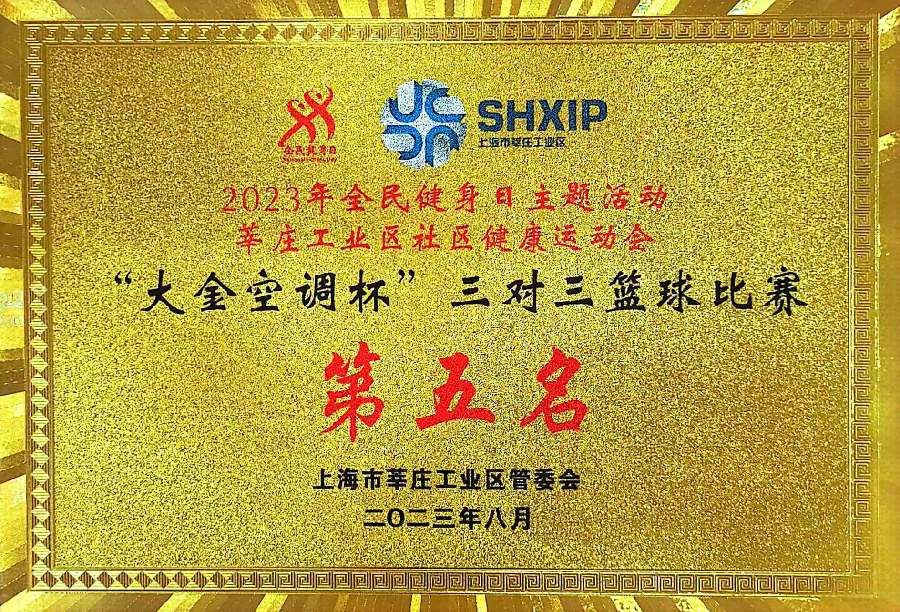 全民健身日
SHXIP
上海市莘庄工业区
2023年全民健身日主题活动
莘庄工业区社区健康运动会
“大金空调杯”三对三篮球比赛
第五名
上海市莘庄工业区管委会
二〇二三年八月